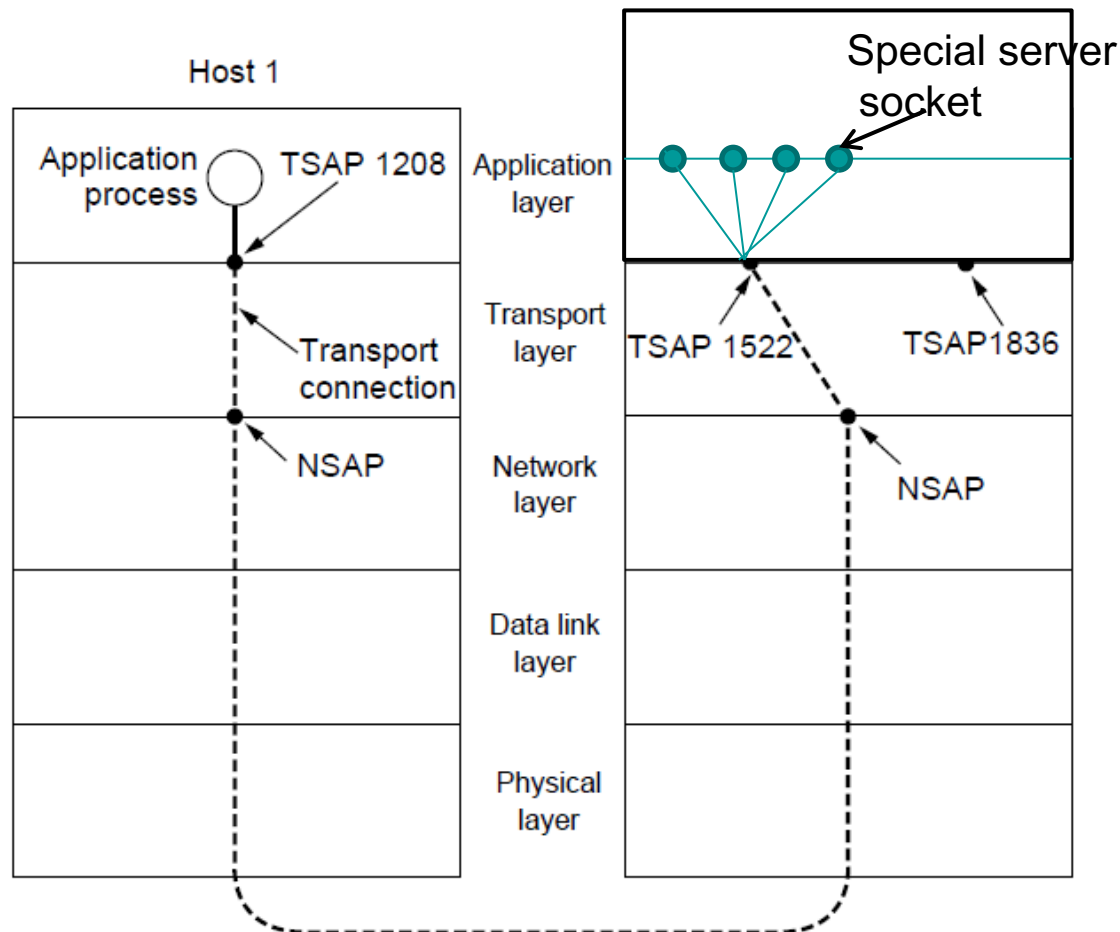 Host 1
Application
process
TSAP 1208
Application
layer
Special server
socket
Transport
connection
Transport
layer
TSAP 1522
TSAP1836
NSAP
Network
layer
NSAP
Data link
layer
Physical
layer